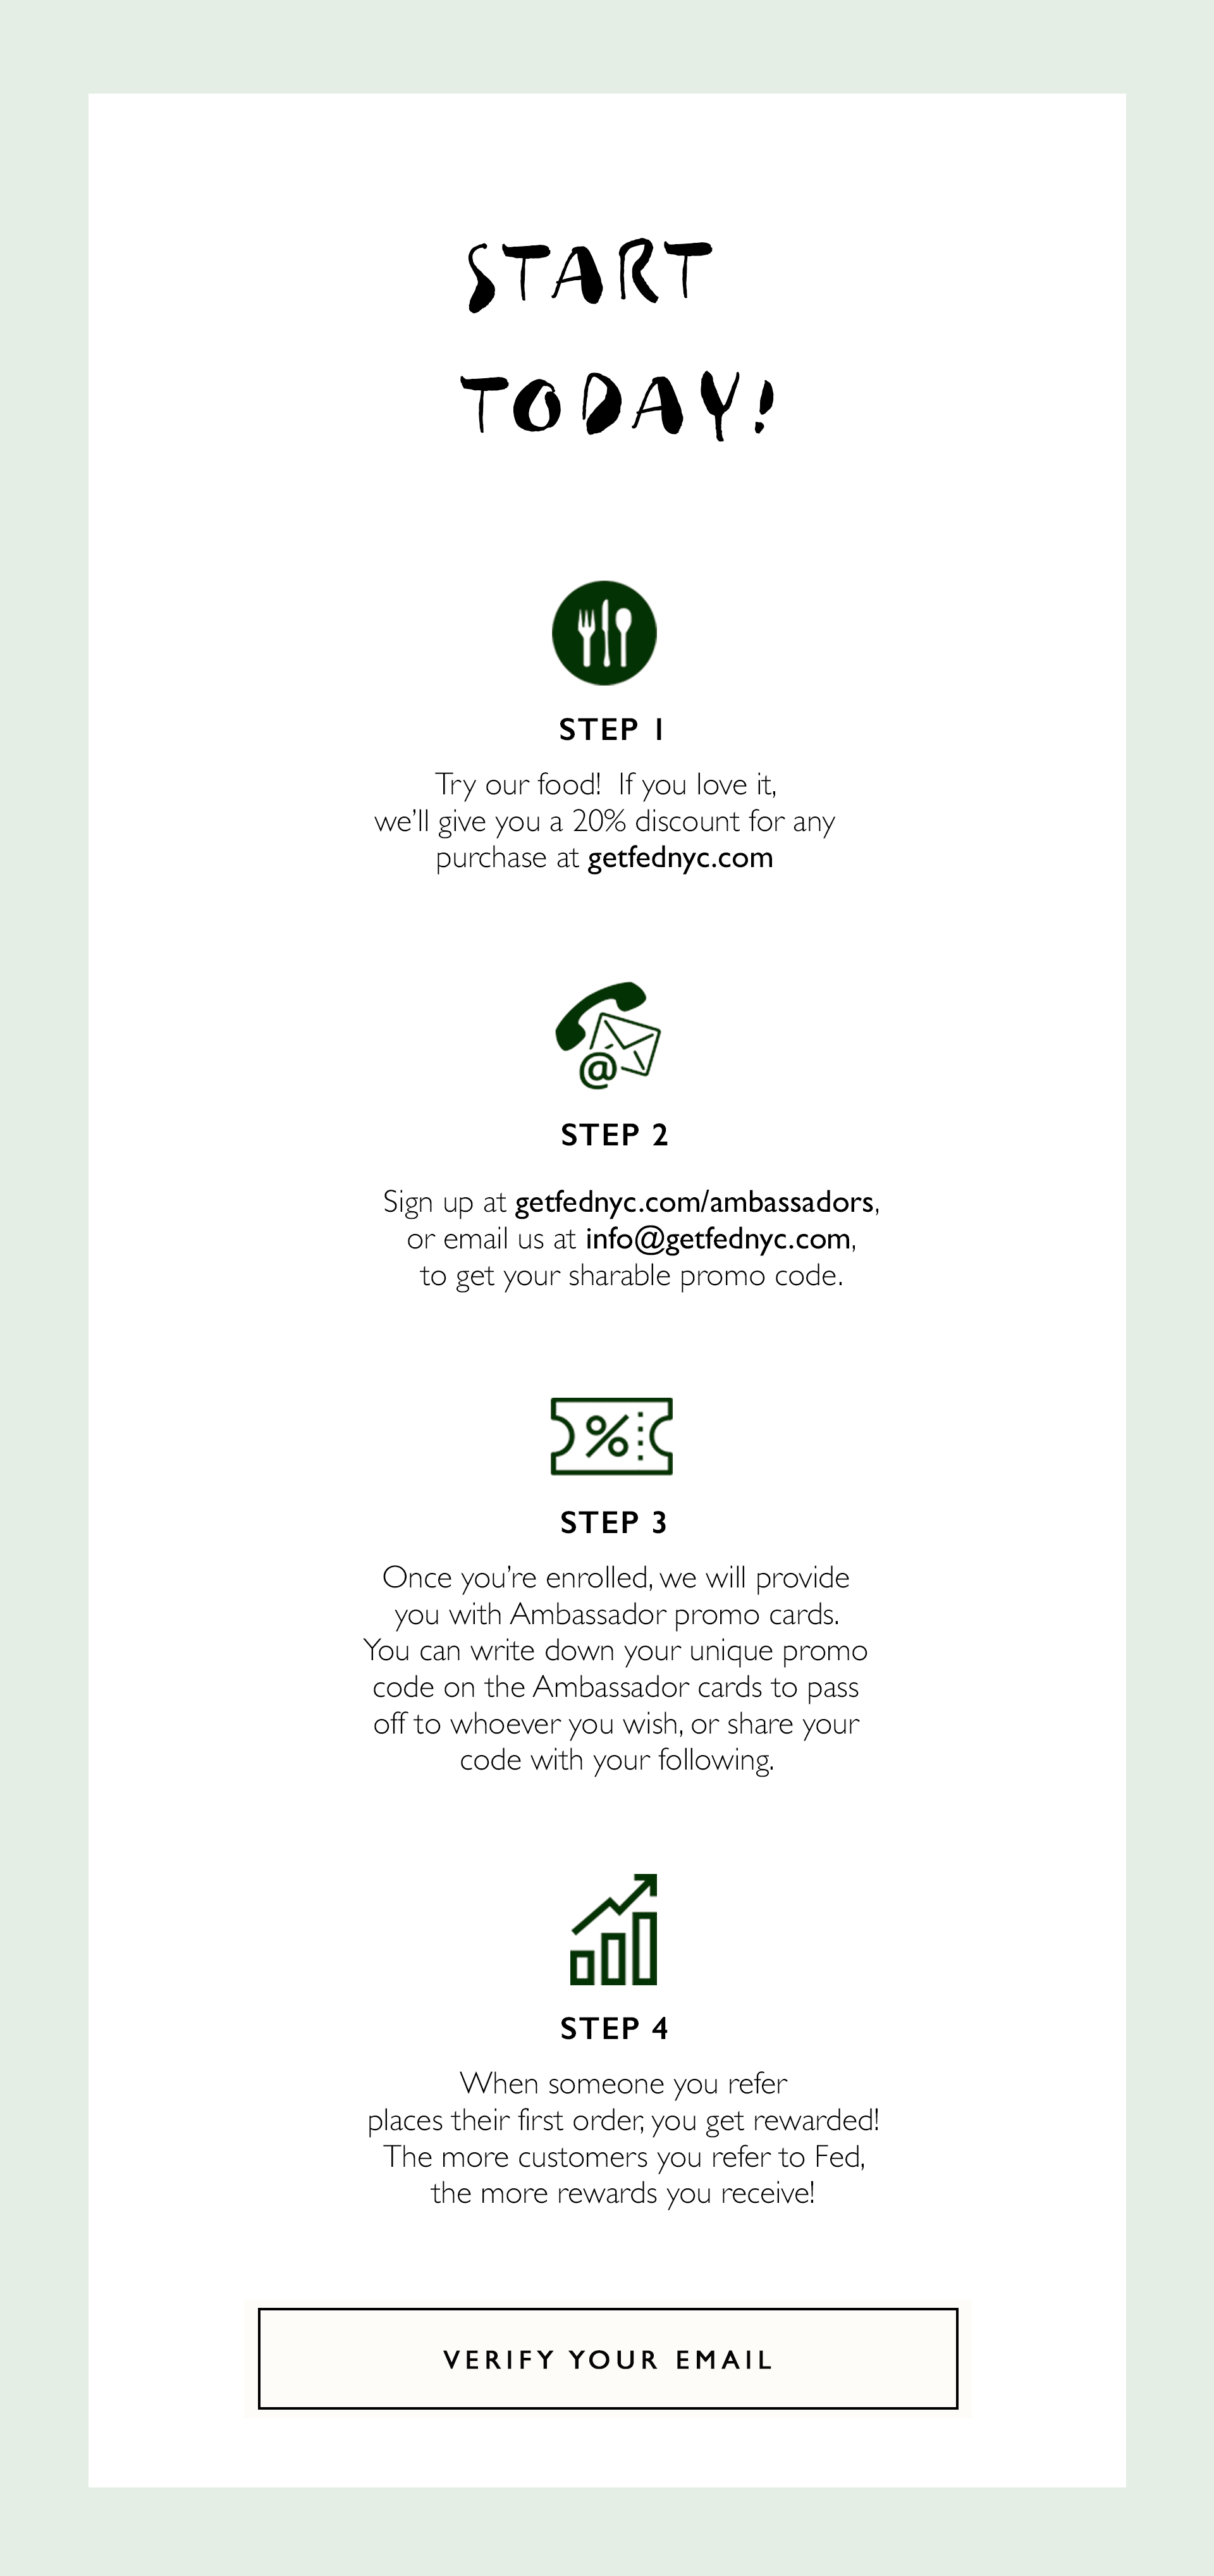 START
TODAY!
STEP 1
Try our food!  If you love it,
we'll give you a 20% discount for any
purchase at getfednyc.com
@
STEP 2
Sign up at getfednyc.com/ambassadors,
or email us at info@getfednyc.com,
to get your sharable promo code.
%
STEP 3
Once you're enrolled, we will provide
you with Ambassador promo cards.
You can write down your unique promo
code on the Ambassador cards to pass
off to whoever you wish, or share your
code with your following.
STEP 4
When someone you refer
places their first order, you get rewarded!
The more customers you refer to Fed,
the more rewards you receive!
VERIFY YOUR EMAIL